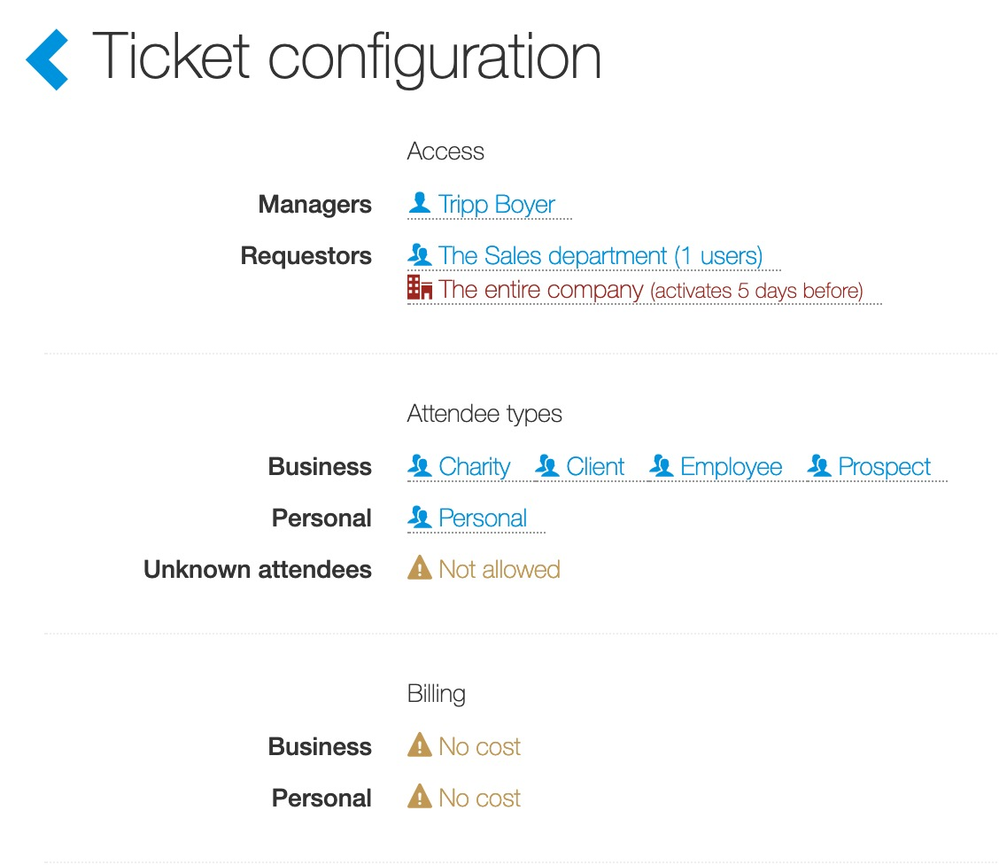 Ticket configuration
Access
Managers Tripp Boyer
Requestors The Sales department (1 users)
The entire company (activates 5 days before)
Attendee types
Business Charity Client Employee Prospect
Personal Personal
Unknown attendees Not allowed
Billing
Business No cost
Personal No cost